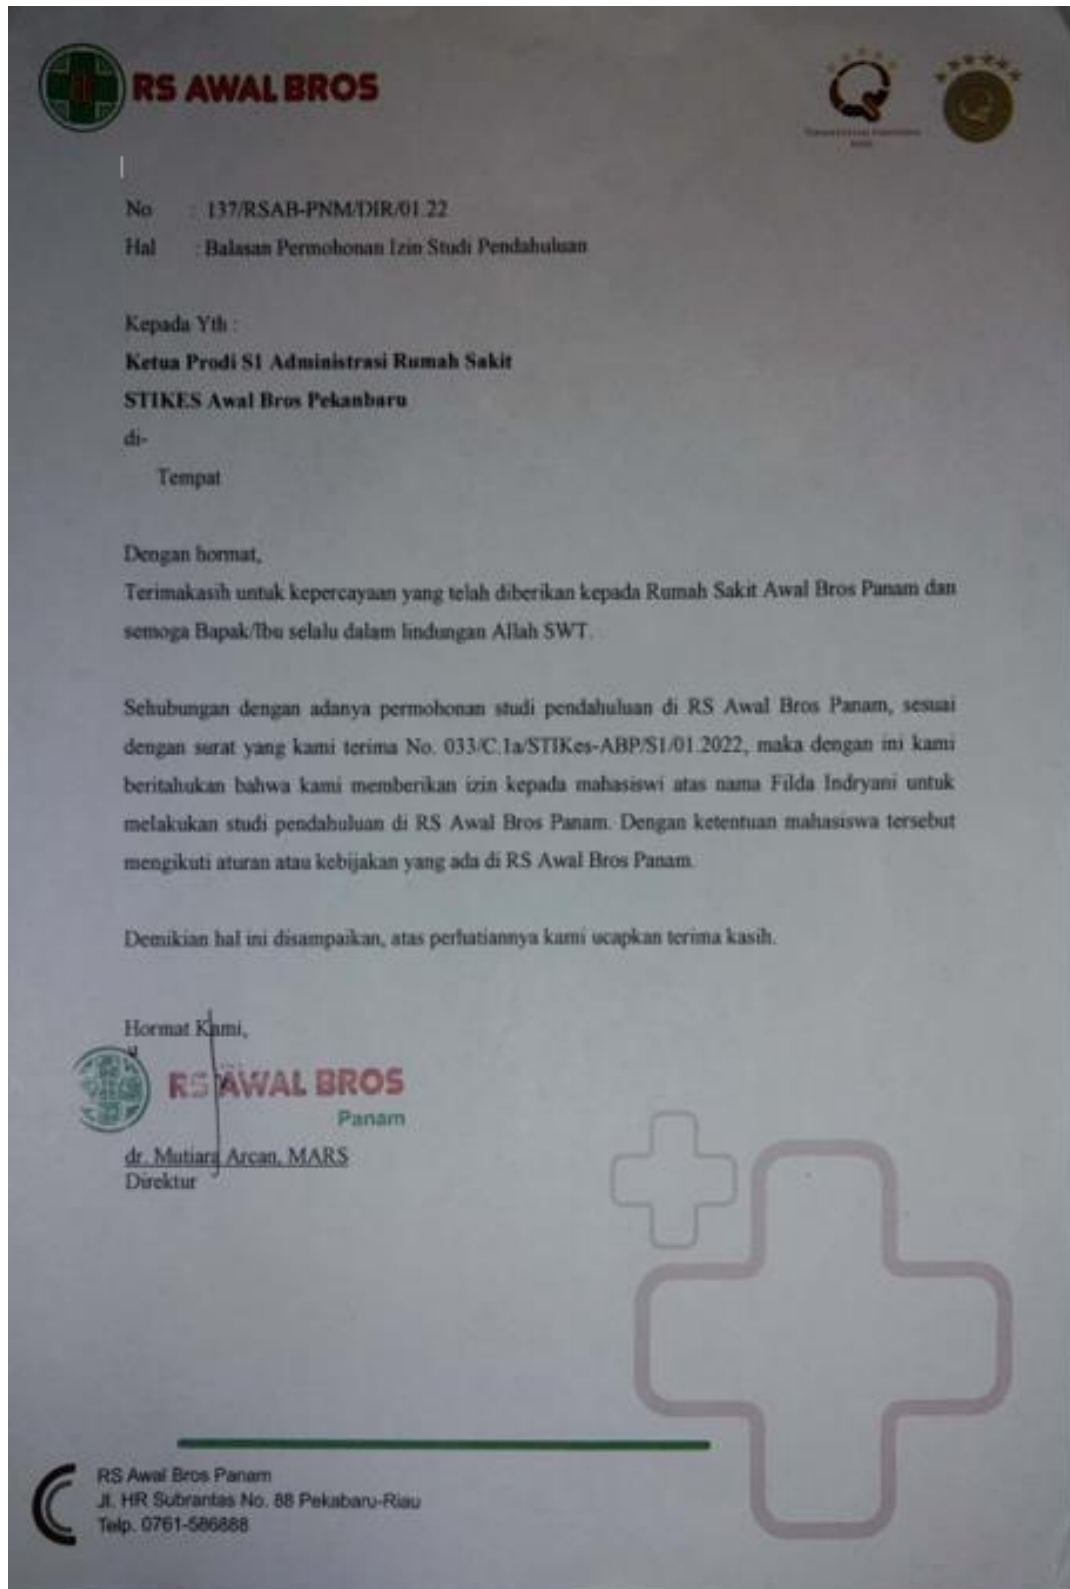 RS AWAL BROS
No : 137/RSAB-PNM/DIR/01.22
Hal : Balasan Permohonan Izin Studi Pendahuluan
Kepada Yth :
Ketua Prodi S1 Administrasi Rumah Sakit
STIKES Awal Bros Pekanbaru
di-
Tempat
Dengan hormat,
Terimakasih untuk kepercayaan yang telah diberikan kepada Rumah Sakit Awal Bros Panam dan
semoga Bapak/Ibu selalu dalam lindungan Allah SWT.
Sehubungan dengan adanya permohonan studi pendahuluan di RS Awal Bros Panam, sesuai
dengan surat yang kami terima No. 033/C.1a/STIKes-ABP/S1/01.2022, maka dengan ini kami
beritahukan bahwa kami memberikan izin kepada mahasiswi atas nama Filda Indryani untuk
melakukan studi pendahuluan di RS Awal Bros Panam. Dengan ketentuan mahasiswa tersebut
mengikuti aturan atau kebijakan yang ada di RS Awal Bros Panam.
Demikian hal ini disampaikan, atas perhatiannya kami ucapkan terima kasih.
Hormat Kami,
RS AWAL BROS
Panam
dr. Mutiara Arcan, MARS
Direktur
RS Awal Bros Panam
Jl. HR Subrantas No. 88 Pekabaru-Riau
Telp. 0761-586888